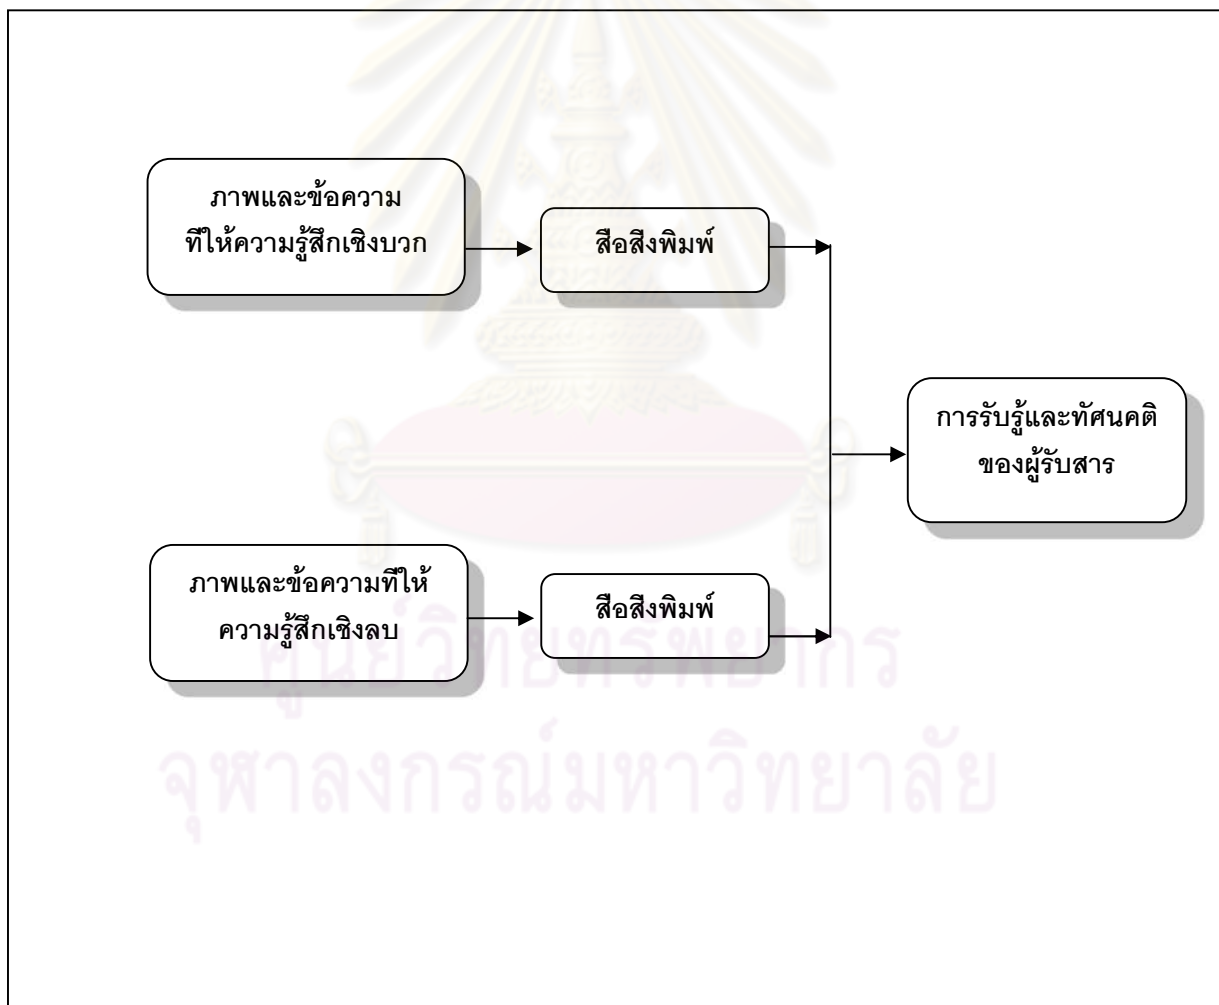 ภาพและข้อความ
ทีให้ความรู้สึกเชิงบวก
สือสิงพิมพ์
การรับรู้และทัศนคติ
ของผู้รับสาร
ภาพและข้อความทีให้
ความรู้สึกเชิงลบ
สือสิงพิมพ์
ศูนย์วิทยทรัพยากร
จุฬาลงกรณ์มหาวิทยาลัย